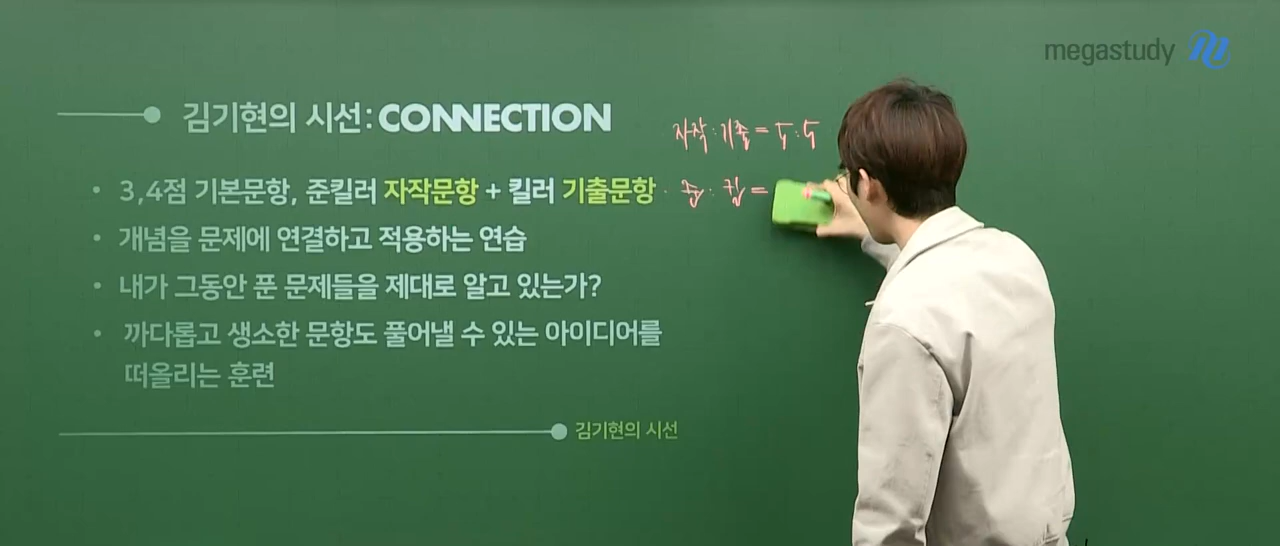 megastudy
김기현의 시선: CONNECTION
자작:기출 = 5:5
• 3,4점 기본문항, 준킬러 자작문항 + 킬러 기출문항
=
• 개념을 문제에 연결하고 적용하는 연습
• 내가 그동안 푼 문제들을 제대로 알고 있는가?
• 까다롭고 생소한 문항도 풀어낼 수 있는 아이디어를
떠올리는 훈련
김기현의 시선